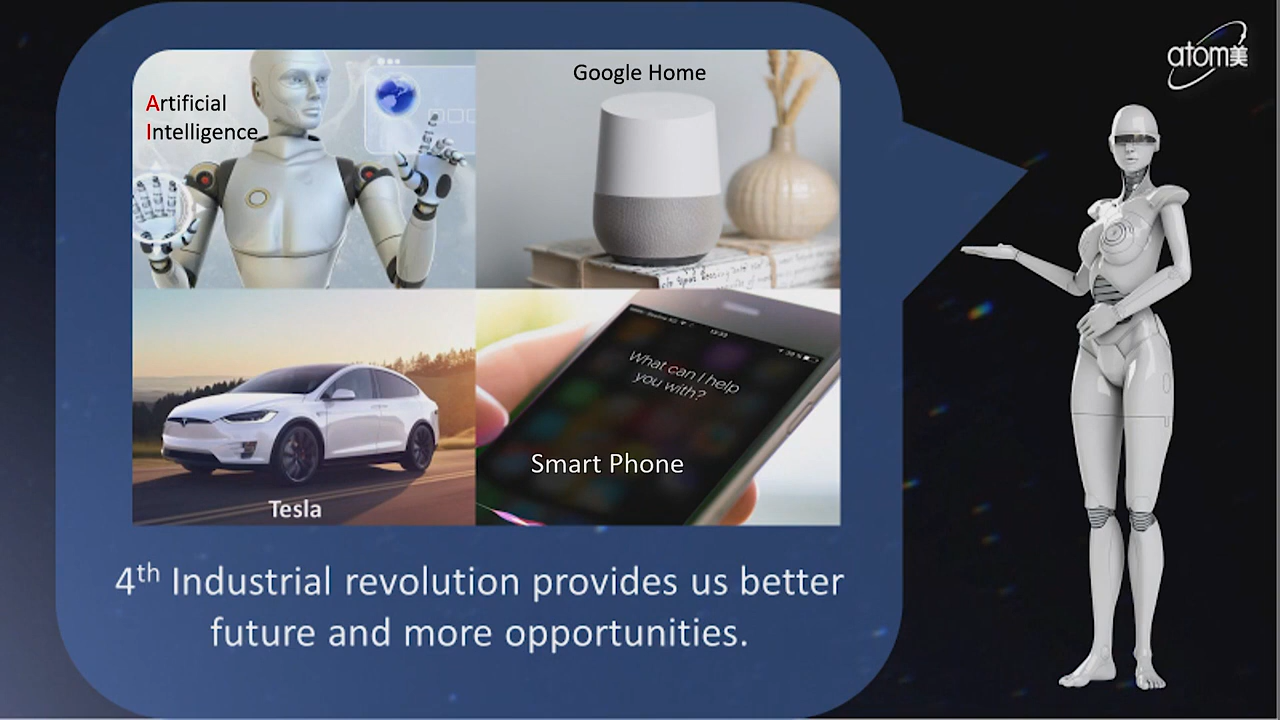 atom美
Artificial
Intelligence
Google Home
What can I help
you with?
Smart Phone
Tesla
4th Industrial revolution provides us better
future and more opportunities.